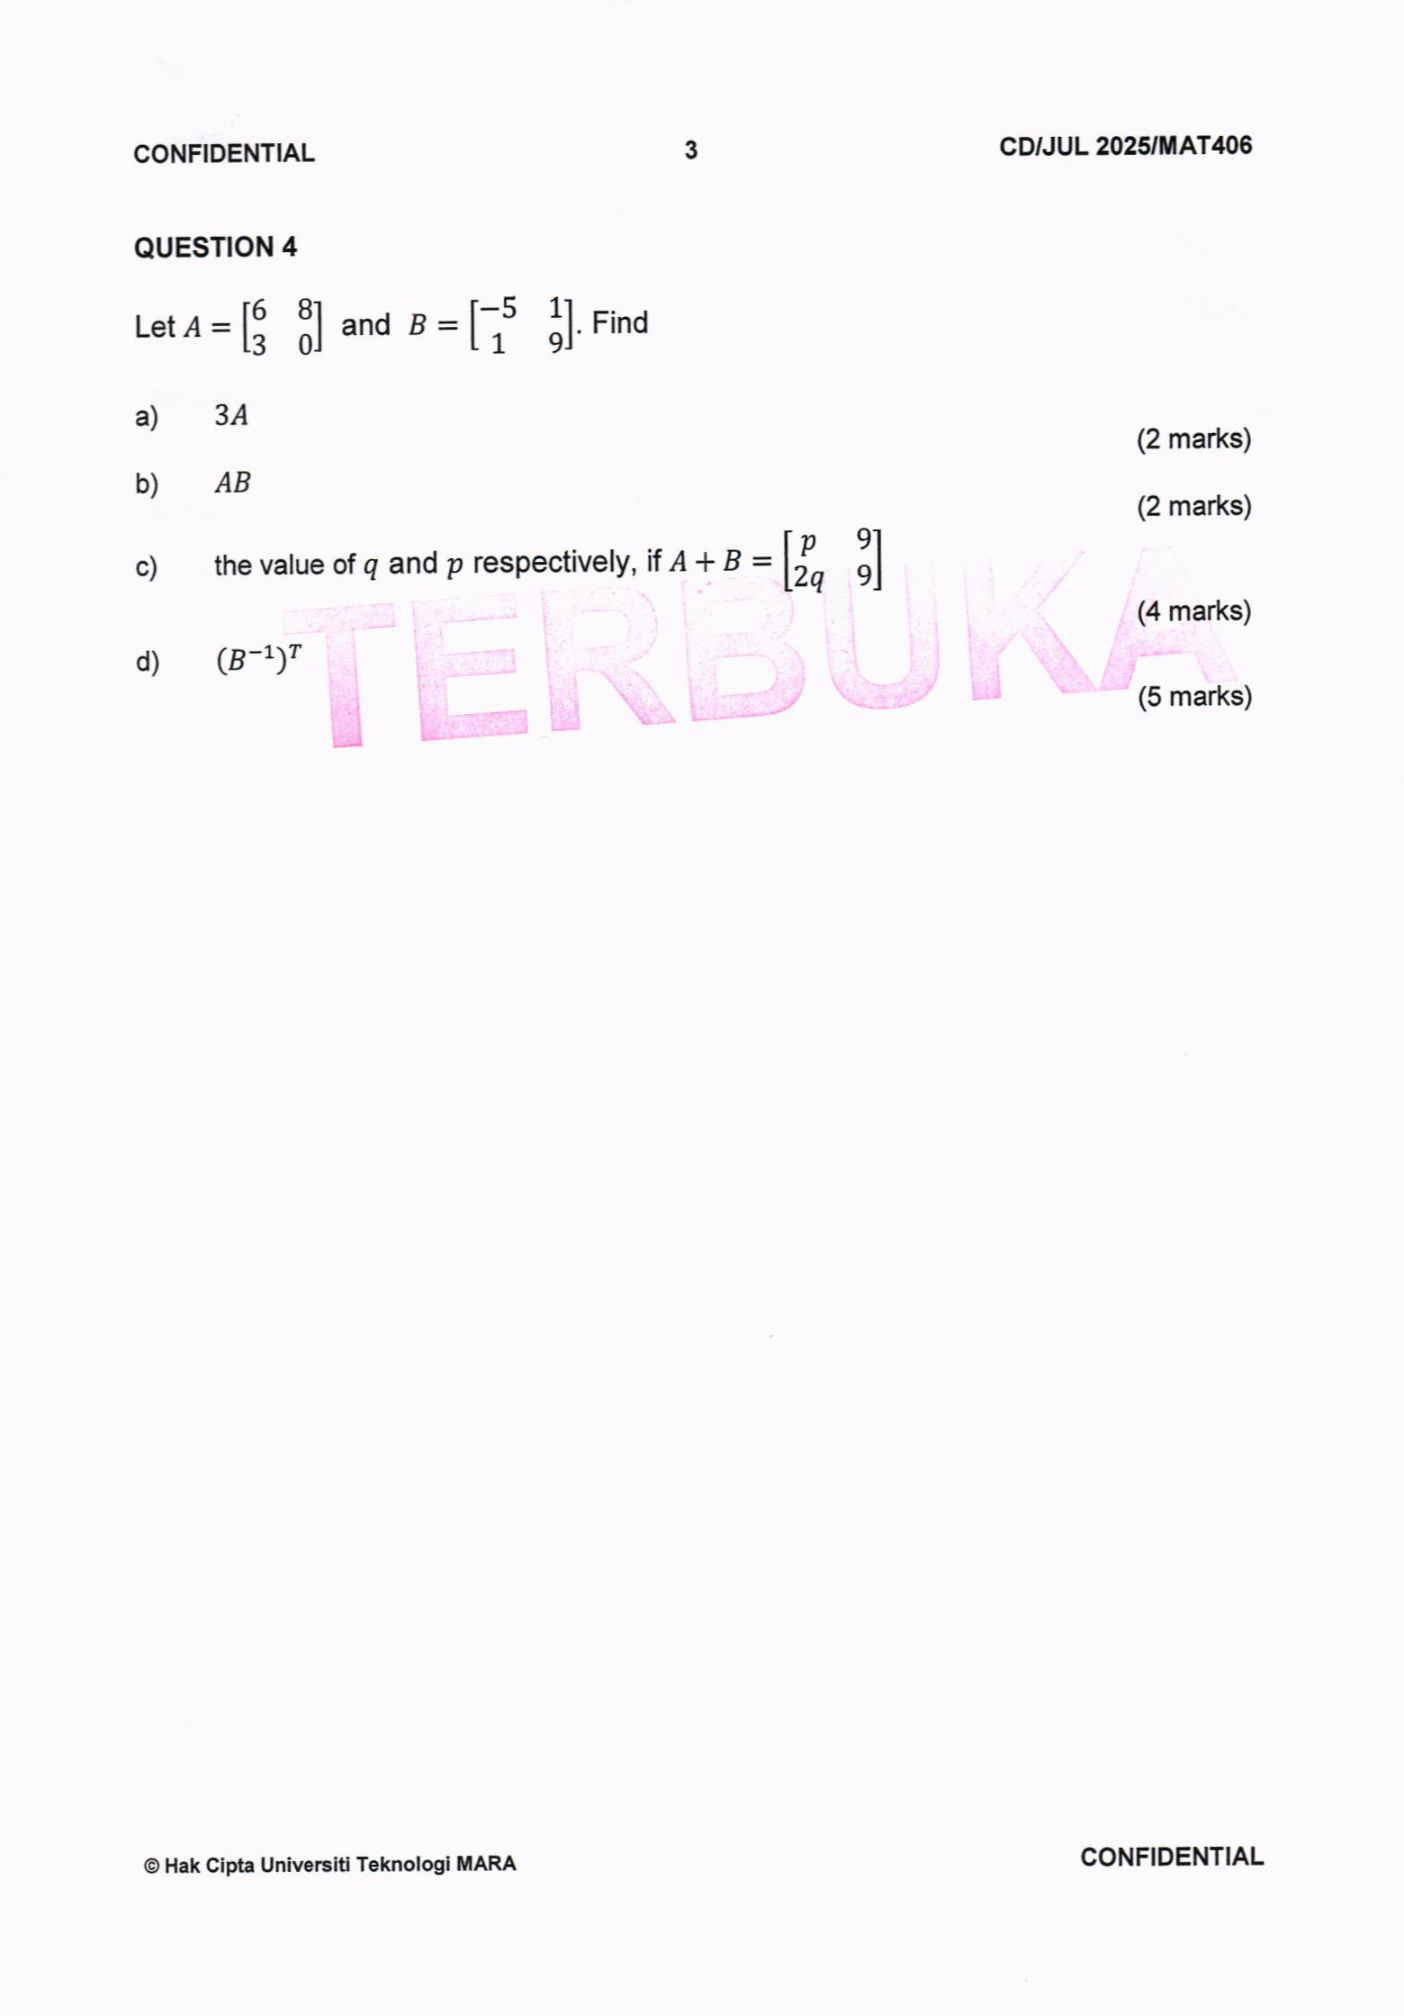 CONFIDENTIAL 3 CD/JUL 2025/MAT406
QUESTION 4
Let A = [6 8; 3 0] and B = [−5 1; 1 9]. Find
a) 3A
(2 marks)
b) AB
(2 marks)
c) the value of q and p respectively, if A + B = [p 9; 2q 9]
(4 marks)
d) (B⁻¹)ᵀ
(5 marks)
TERBUKA
© Hak Cipta Universiti Teknologi MARA CONFIDENTIAL